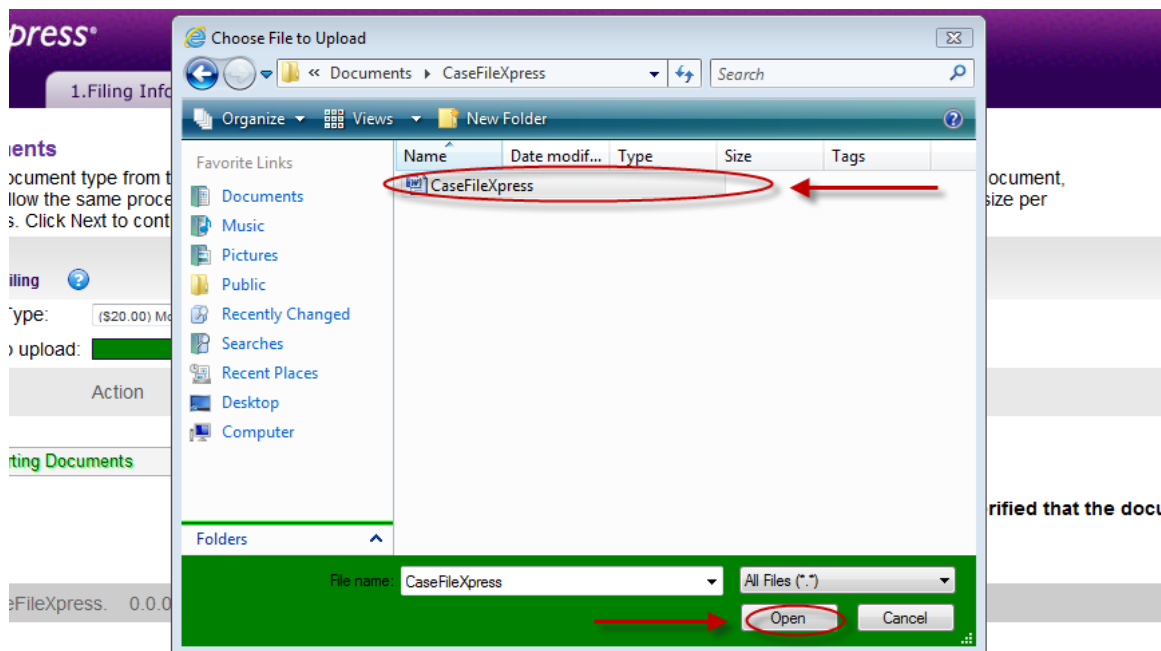 press®
Choose File to Upload
« Documents ▸ CaseFileXpress
Search
1.Filing Info
Organize
Views
New Folder
Favorite Links
Documents
Music
Pictures
Public
Recently Changed
Searches
Recent Places
Desktop
Computer
Folders
Name
Date modif...
Type
Size
Tags
CaseFileXpress
File name:
CaseFileXpress
All Files (*.*)
Open
Cancel
ents
ocument type from t
llow the same proce
s. Click Next to cont
iling
Type:
($20.00) Mo
o upload:
Action
rting Documents
eFileXpress. 0.0.0
ocument,
size per
rified that the docu